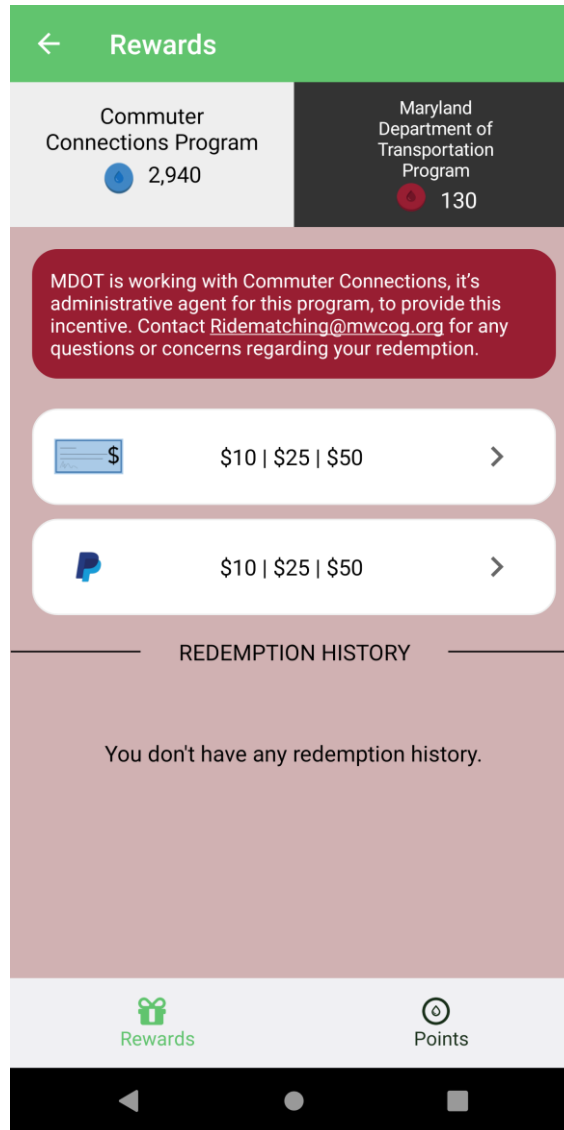 Rewards
Commuter
Connections Program
2,940
Maryland
Department of
Transportation
Program
130
MDOT is working with Commuter Connections, it's
administrative agent for this program, to provide this
incentive. Contact Ridematching@mwcog.org for any
questions or concerns regarding your redemption.
$
$10 | $25 | $50
$10 | $25 | $50
REDEMPTION HISTORY
You don't have any redemption history.
Rewards
Points